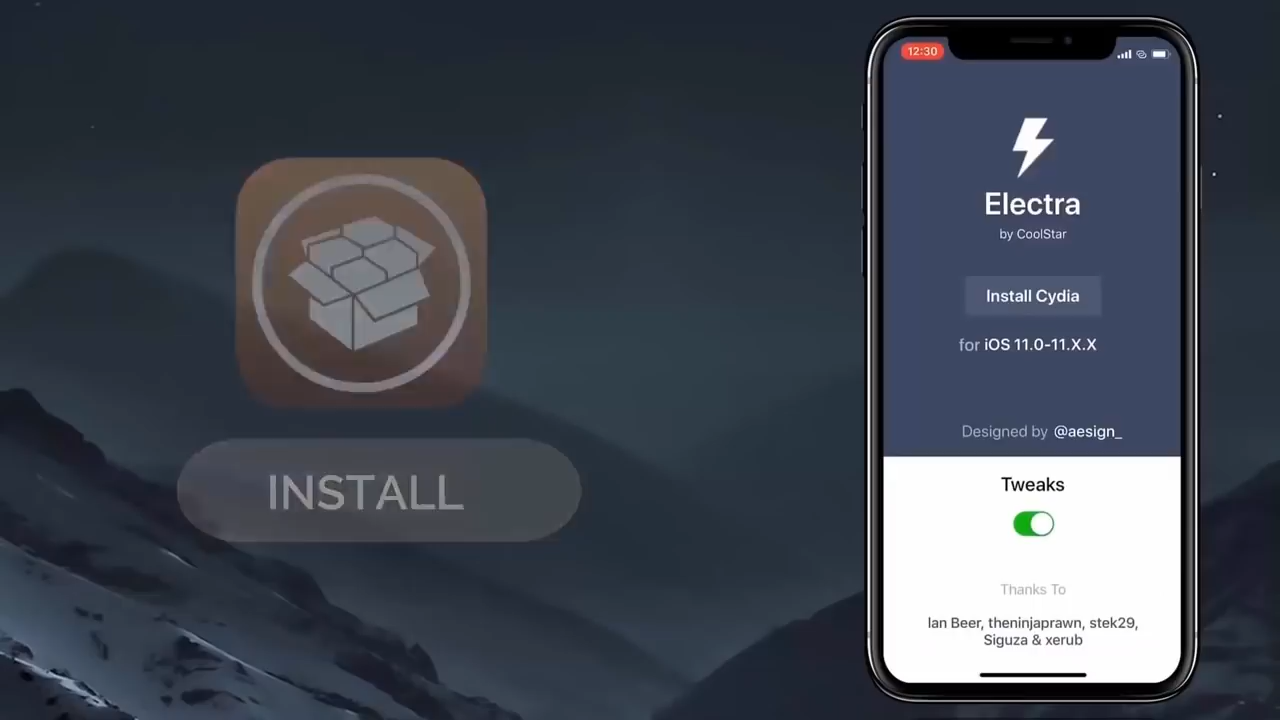 INSTALL
12:30
Electra
by CoolStar
Install Cydia
for iOS 11.0-11.X.X
Designed by @aesign_
Tweaks
Thanks To
Ian Beer, theninjaprawn, stek29,
Siguza & xerub